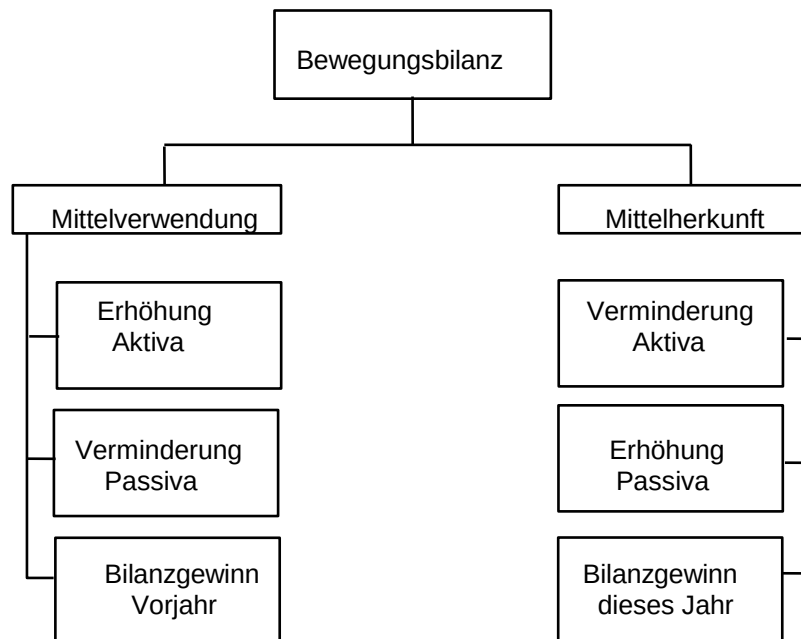 Bewegungsbilanz
Mittelverwendung
Mittelherkunft
Erhöhung
Aktiva
Verminderung
Aktiva
Verminderung
Passiva
Erhöhung
Passiva
Bilanzgewinn
Vorjahr
Bilanzgewinn
dieses Jahr